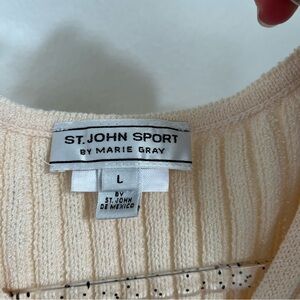 ST. JOHN SPORT
BY MARIE GRAY
L
BY
ST. JOHN
DE MEXICO